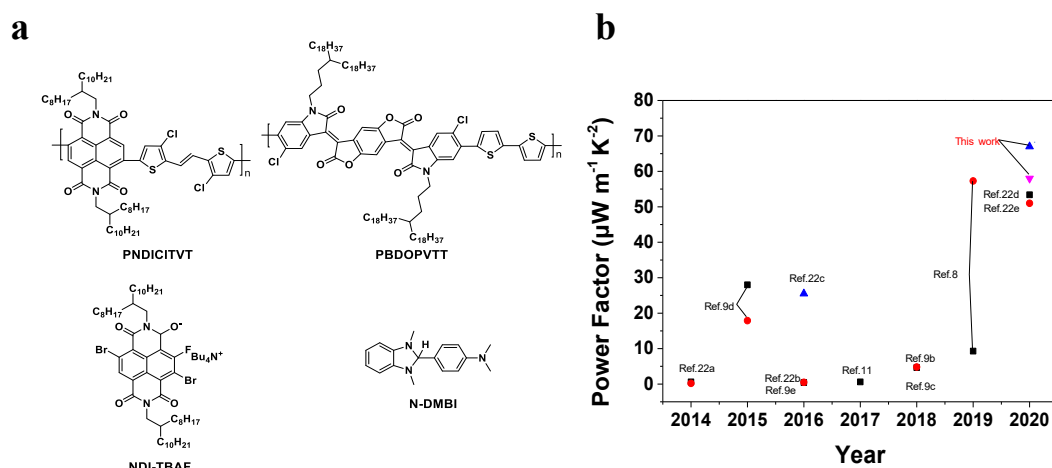 a
C10H21
C8H17
O N O
Cl
S
]n
S
Cl
O N O
C8H17
C10H21
PNDICITVT
C18H37
C18H37
N O
O O
Cl
S
]n
S
Cl
O O
O N
C18H37
C18H37
PBDOPVTT
C10H21
C8H17
O N O-
F
Bu4N+
Br
Br
O N O
C8H17
C10H21
NDI-TBAF
N
H
N
N
N-DMBI
b
Power Factor (µW m-1 K-2)
80
70
60
50
40
30
20
10
0
This work
Ref.22d
Ref.22e
Ref.8
Ref.22c
Ref.9d
Ref.22a
Ref.22b
Ref.9e
Ref.11
Ref.9b
Ref.9c
2014 2015 2016 2017 2018 2019 2020
Year